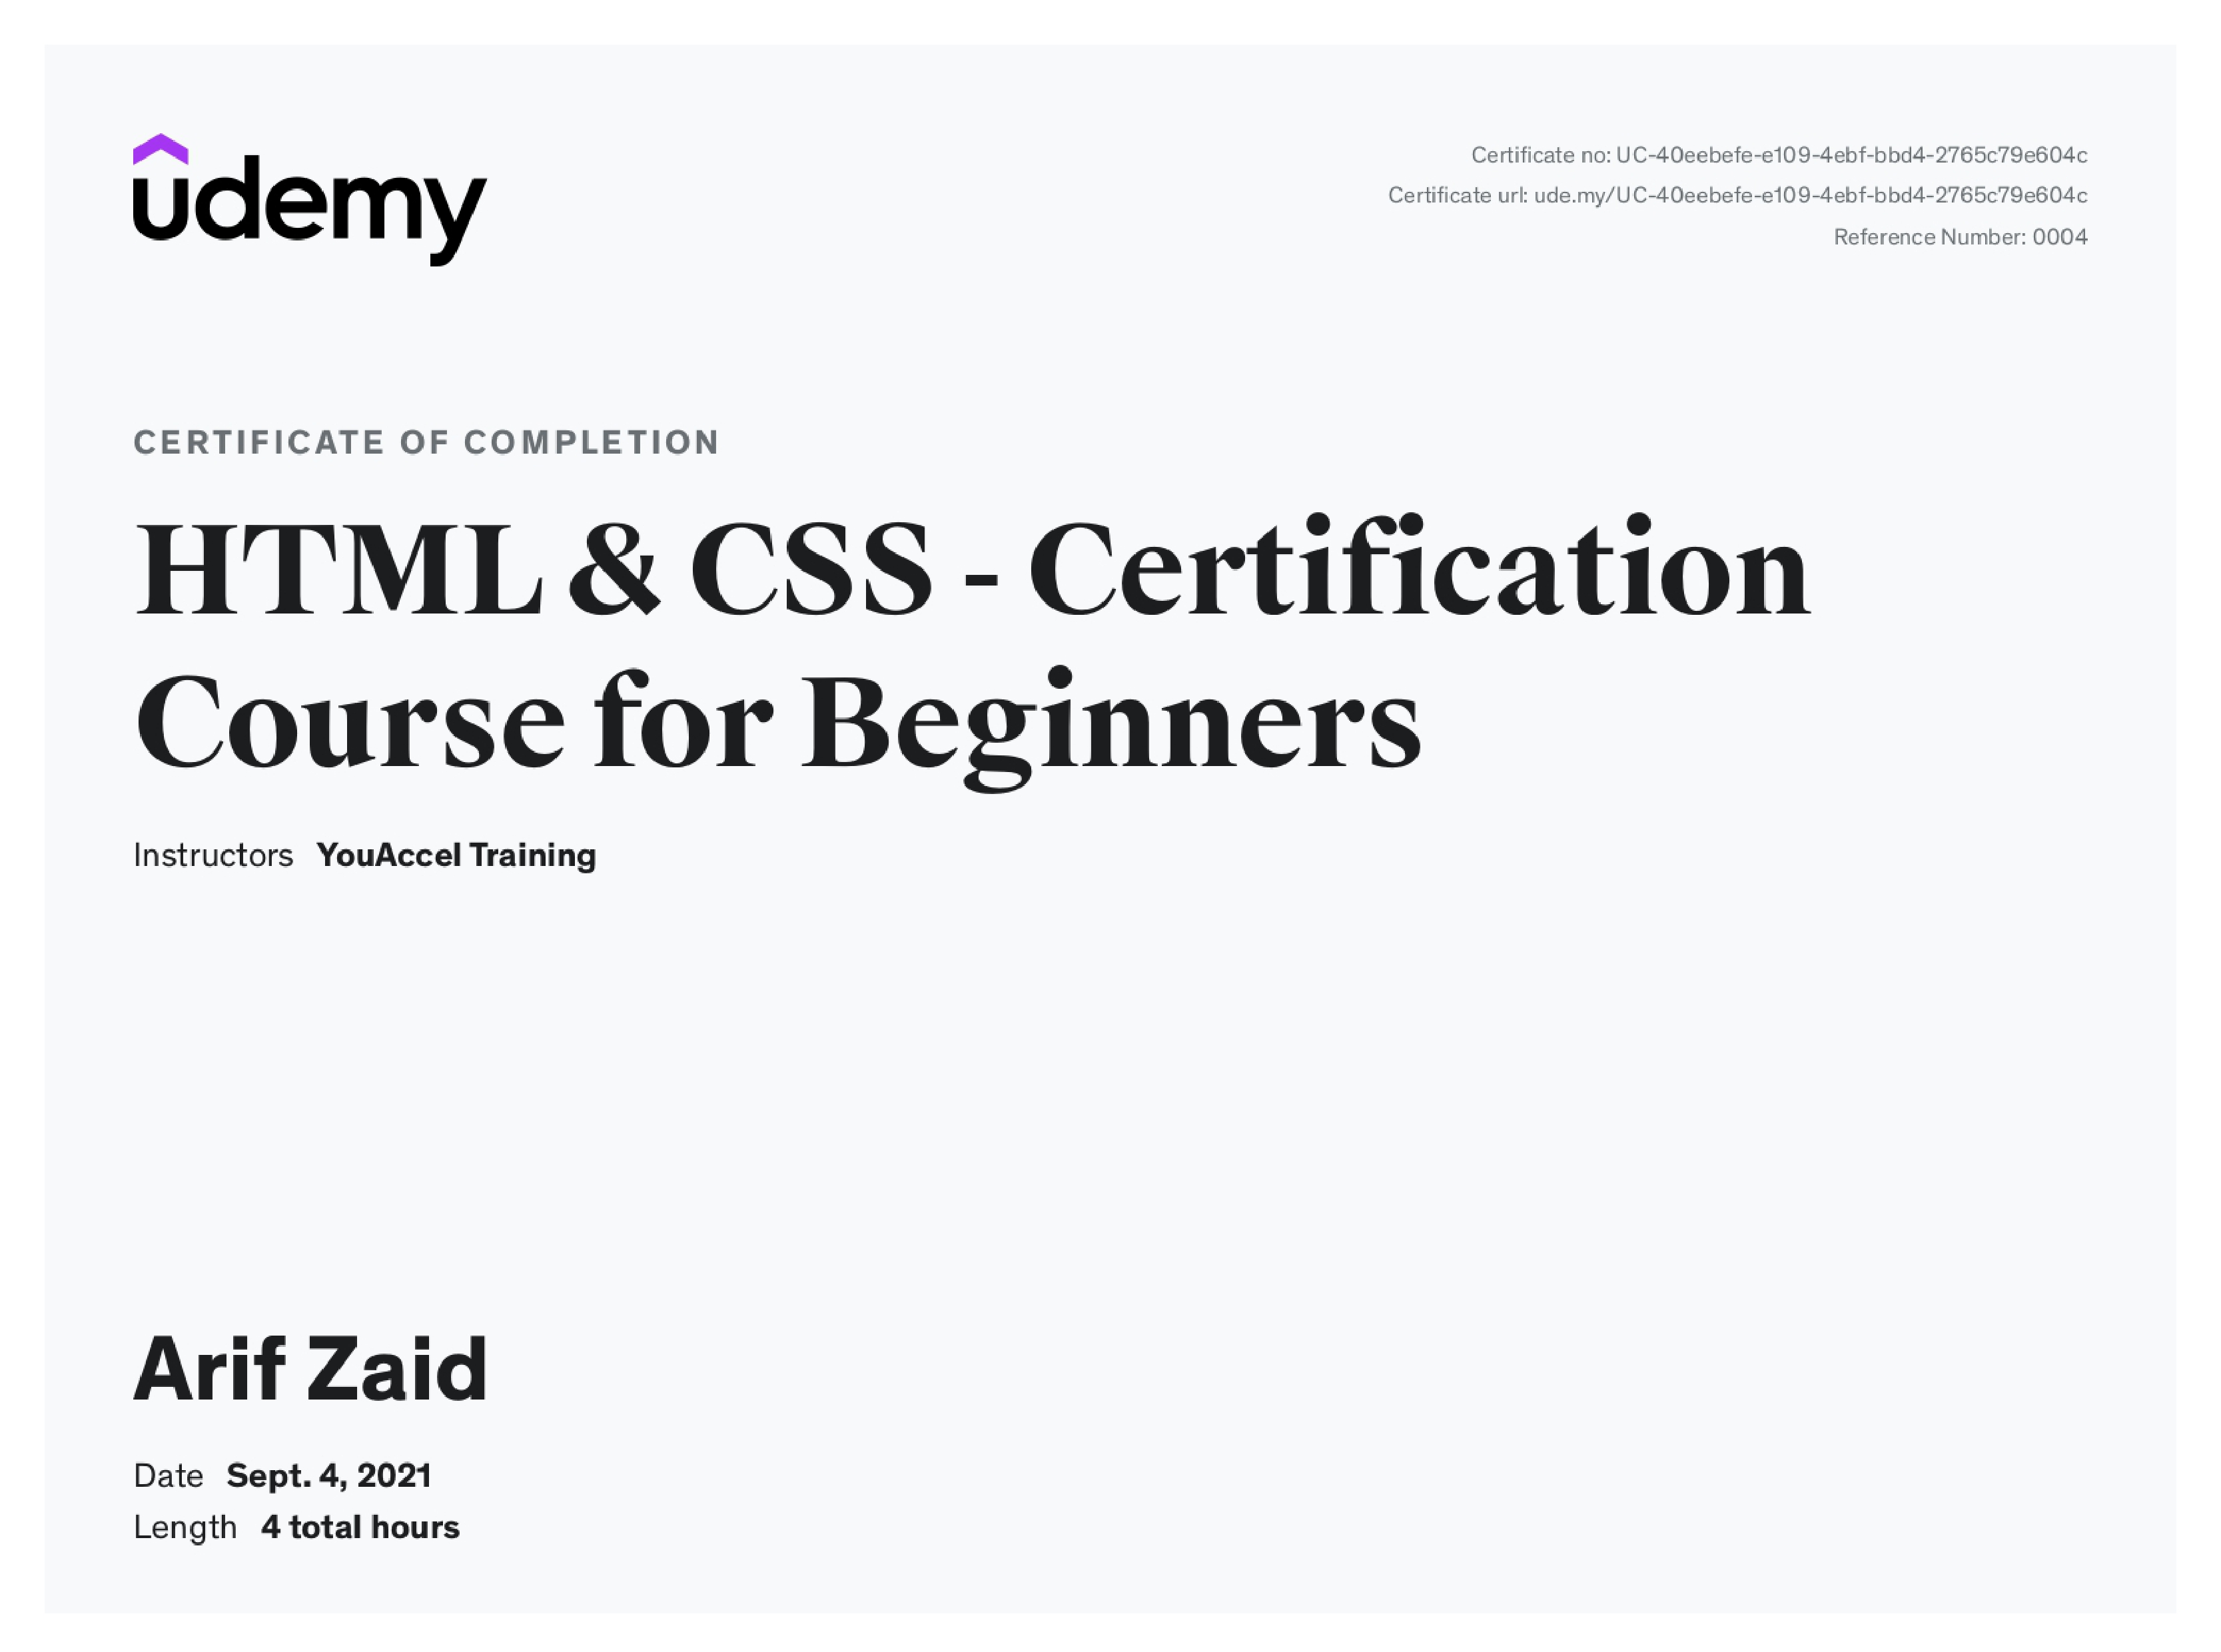 udemy
Certificate no: UC-40eebefe-e109-4ebf-bbd4-2765c79e604c
Certificate url: ude.my/UC-40eebefe-e109-4ebf-bbd4-2765c79e604c
Reference Number: 0004
CERTIFICATE OF COMPLETION
HTML & CSS - Certification
Course for Beginners
Instructors YouAccel Training
Arif Zaid
Date Sept. 4, 2021
Length 4 total hours